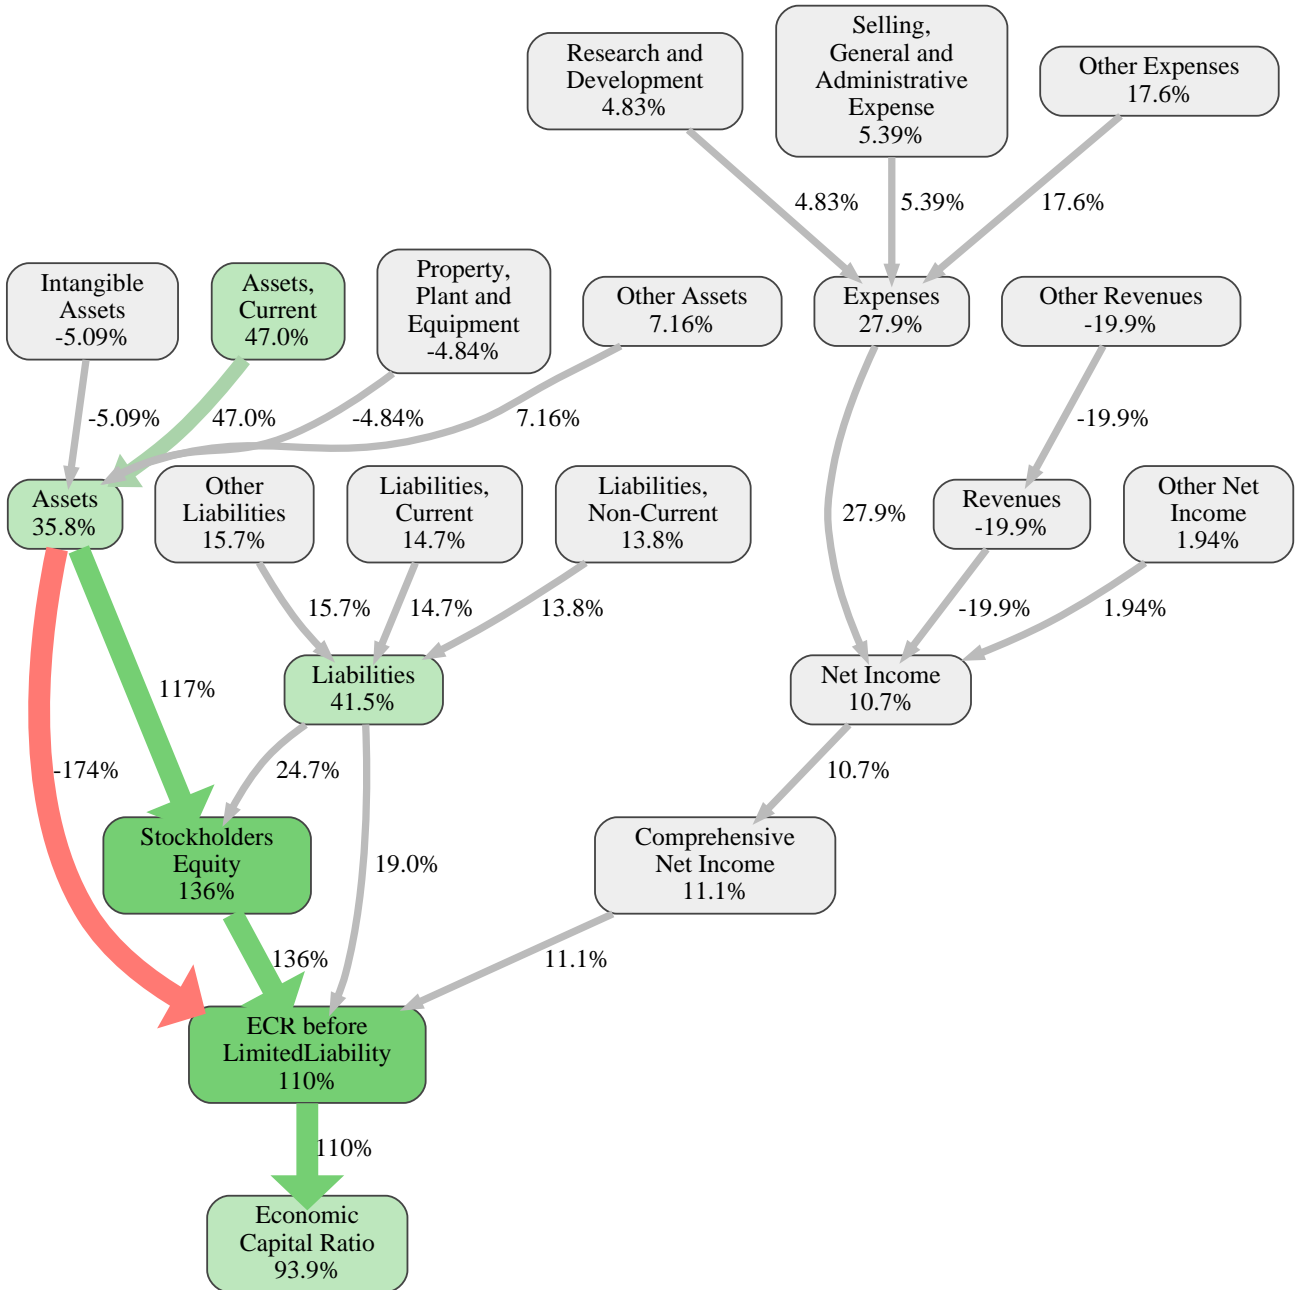 Research and
Development
4.83%
Selling,
General and
Administrative
Expense
5.39%
Other Expenses
17.6%
4.83%
5.39%
17.6%
Intangible
Assets
-5.09%
Assets,
Current
47.0%
Property,
Plant and
Equipment
-4.84%
Other Assets
7.16%
Expenses
27.9%
Other Revenues
-19.9%
-5.09%
47.0%
-4.84%
7.16%
-19.9%
Assets
35.8%
Other
Liabilities
15.7%
Liabilities,
Current
14.7%
Liabilities,
Non-Current
13.8%
27.9%
Revenues
-19.9%
Other Net
Income
1.94%
15.7%
14.7%
13.8%
-19.9%
1.94%
117%
Liabilities
41.5%
Net Income
10.7%
-174%
24.7%
10.7%
Stockholders
Equity
136%
19.0%
Comprehensive
Net Income
11.1%
136%
11.1%
ECR before
LimitedLiability
110%
110%
Economic
Capital Ratio
93.9%